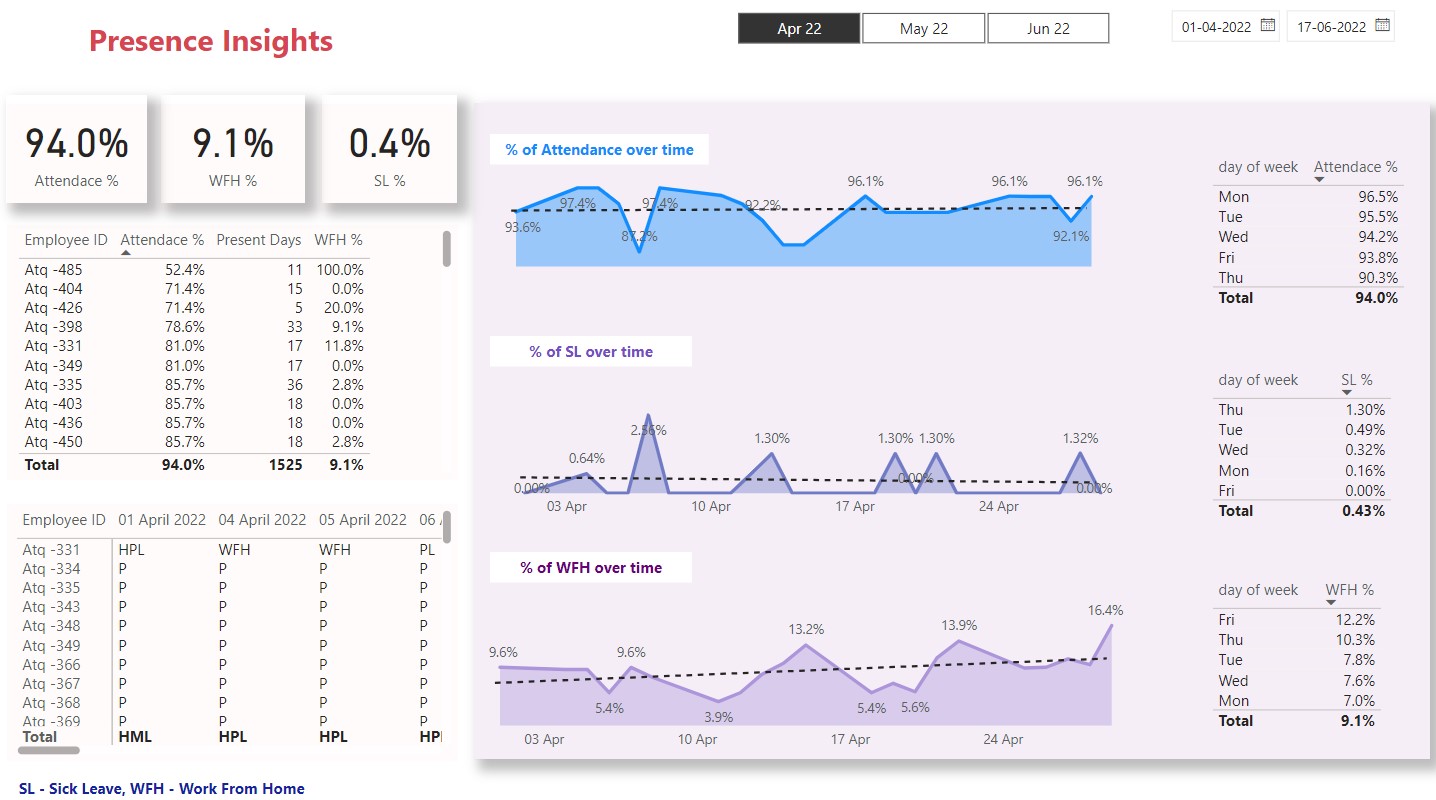 Presence Insights
Apr 22 May 22 Jun 22
01-04-2022 17-06-2022
94.0% 9.1% 0.4%
Attendace % WFH % SL %
Employee ID Attendace % Present Days WFH %
Atq -485 52.4% 11 100.0%
Atq -404 71.4% 15 0.0%
Atq -426 71.4% 5 20.0%
Atq -398 78.6% 33 9.1%
Atq -331 81.0% 17 11.8%
Atq -349 81.0% 17 0.0%
Atq -335 85.7% 36 2.8%
Atq -403 85.7% 18 0.0%
Atq -436 85.7% 18 0.0%
Atq -450 85.7% 18 2.8%
Total 94.0% 1525 9.1%
Employee ID 01 April 2022 04 April 2022 05 April 2022 06
Atq -331 HPL WFH WFH PL
Atq -334 P P P P
Atq -335 P P P P
Atq -343 P P P P
Atq -348 P P P P
Atq -349 P P P P
Atq -366 P P P P
Atq -367 P P P P
Atq -368 P P P P
Atq -369 P P P P
Total HML HPL HPL
SL - Sick Leave, WFH - Work From Home
% of Attendance over time
93.6% 97.4% 87.2% 97.4% 92.2% 96.1% 96.1% 92.1% 96.1%
day of week Attendace %
Mon 96.5%
Tue 95.5%
Wed 94.2%
Fri 93.8%
Thu 90.3%
Total 94.0%
% of SL over time
0.00% 0.64% 2.56% 1.30% 1.30% 0.00% 1.30% 1.32% 0.00%
03 Apr 10 Apr 17 Apr 24 Apr
day of week SL %
Thu 1.30%
Tue 0.49%
Wed 0.32%
Mon 0.16%
Fri 0.00%
Total 0.43%
% of WFH over time
9.6% 5.4% 9.6% 3.9% 13.2% 5.4% 5.6% 13.9% 16.4%
03 Apr 10 Apr 17 Apr 24 Apr
day of week WFH %
Fri 12.2%
Thu 10.3%
Tue 7.8%
Wed 7.6%
Mon 7.0%
Total 9.1%